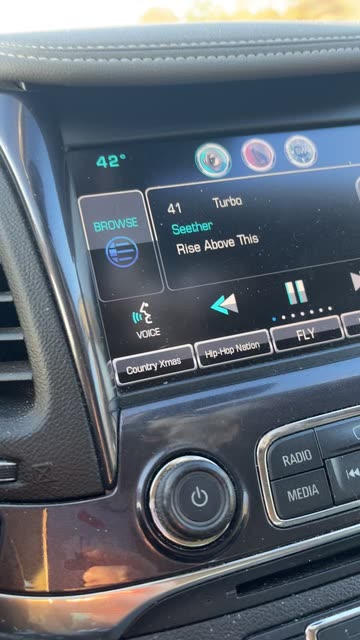 42°
BROWSE
41 Turbo
Seether
Rise Above This
VOICE
Country Xmas
Hip-Hop Nation
FLY
RADIO
MEDIA